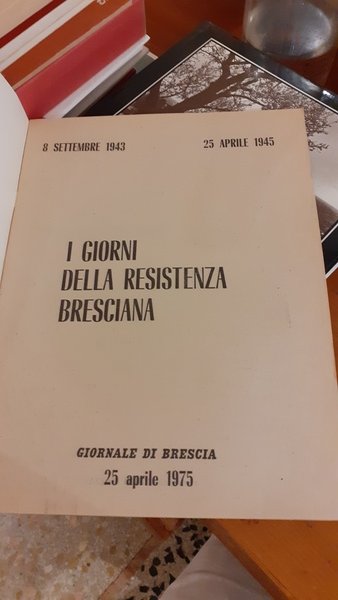 8 SETTEMBRE 1943 25 APRILE 1945
I GIORNI
DELLA RESISTENZA
BRESCIANA
GIORNALE DI BRESCIA
25 aprile 1975